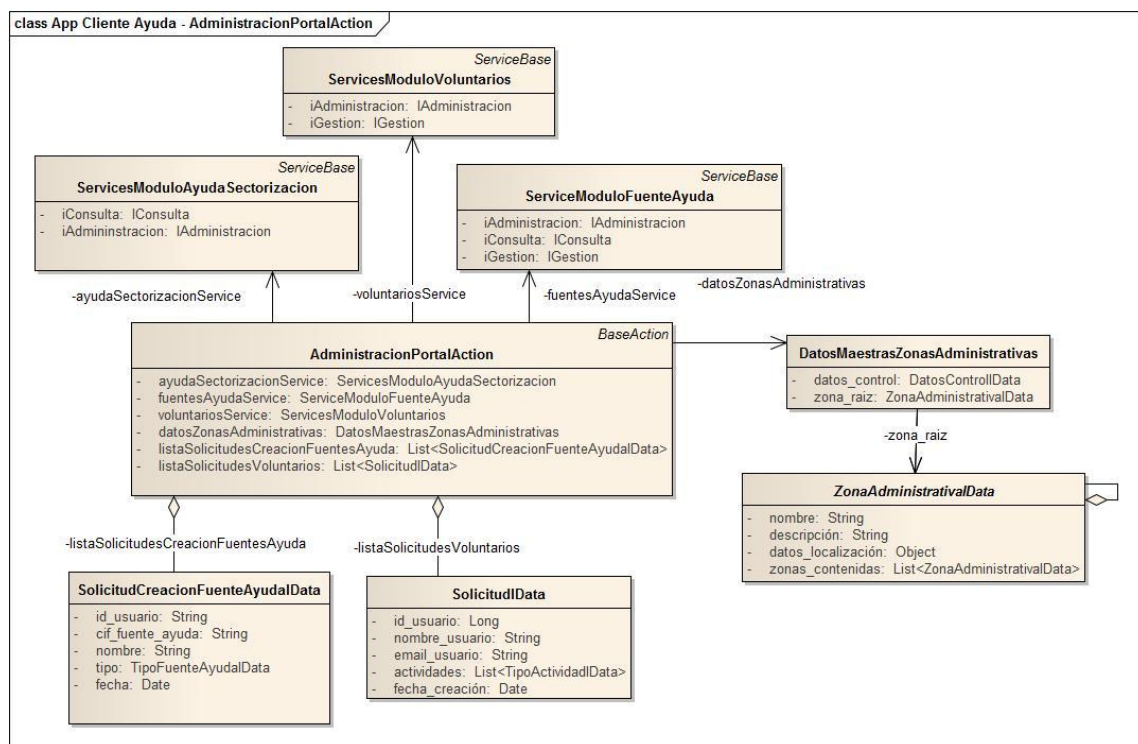 class App Cliente Ayuda - AdministracionPortalAction
ServiceBase
ServicesModuloVoluntarios
- iAdministracion: IAdministracion
- iGestion: IGestion
ServiceBase
ServicesModuloAyudaSectorizacion
- iConsulta: IConsulta
- iAdmininstracion: IAdministracion
ServiceBase
ServiceModuloFuenteAyuda
- iAdministracion: IAdministracion
- iConsulta: IConsulta
- iGestion: IGestion
-ayudaSectorizacionService
-voluntariosService
-fuentesAyudaService
-datosZonasAdministrativas
BaseAction
AdministracionPortalAction
- ayudaSectorizacionService: ServicesModuloAyudaSectorizacion
- fuentesAyudaService: ServiceModuloFuenteAyuda
- voluntariosService: ServicesModuloVoluntarios
- datosZonasAdministrativas: DatosMaestrasZonasAdministrativas
- listaSolicitudesCreacionFuentesAyuda: List<SolicitudCreacionFuenteAyudaIData>
- listaSolicitudesVoluntarios: List<SolicitudIData>
DatosMaestrasZonasAdministrativas
- datos_control: DatosControlIData
- zona_raiz: ZonaAdministrativaIData
-zona_raiz
ZonaAdministrativaIData
- nombre: String
- descripción: String
- datos_localización: Object
- zonas_contenidas: List<ZonaAdministrativaIData>
-listaSolicitudesCreacionFuentesAyuda
-listaSolicitudesVoluntarios
SolicitudCreacionFuenteAyudaIData
- id_usuario: String
- cif_fuente_ayuda: String
- nombre: String
- tipo: TipoFuenteAyudaIData
- fecha: Date
SolicitudIData
- id_usuario: Long
- nombre_usuario: String
- email_usuario: String
- actividades: List<TipoActividadIData>
- fecha_creación: Date